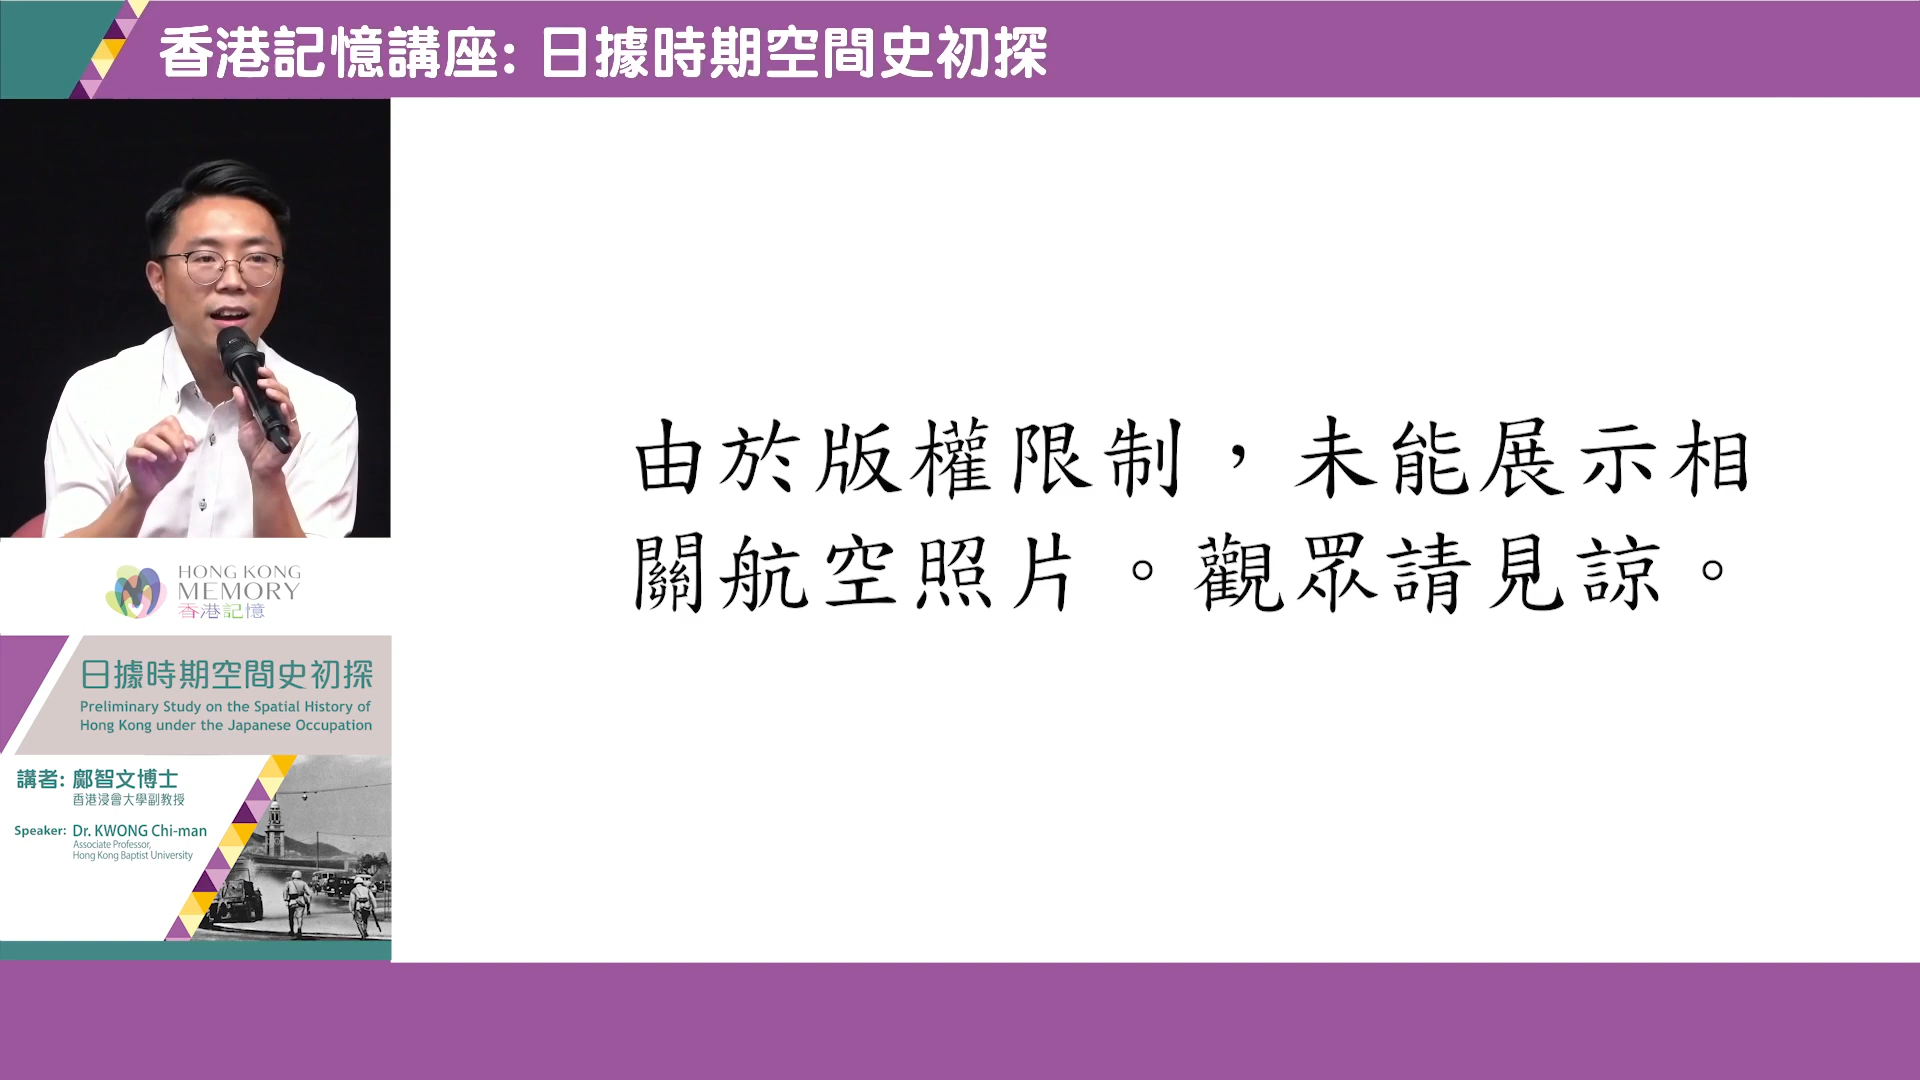 香港記憶講座: 日據時期空間史初探
由於版權限制，未能展示相
關航空照片。觀眾請見諒。
HONG KONG
MEMORY
香港記憶
日據時期空間史初探
Preliminary Study on the Spatial History of
Hong Kong under the Japanese Occupation
講者: 鄺智文博士
香港浸會大學副教授
Speaker: Dr. KWONG Chi-man
Associate Professor,
Hong Kong Baptist University